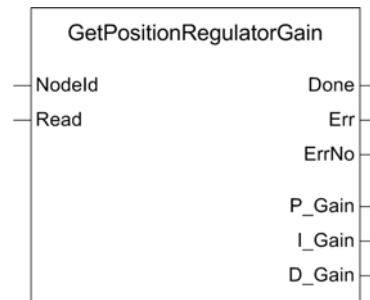 GetPositionRegulatorGain
NodeId Done
Read Err
ErrNo
P_Gain
I_Gain
D_Gain